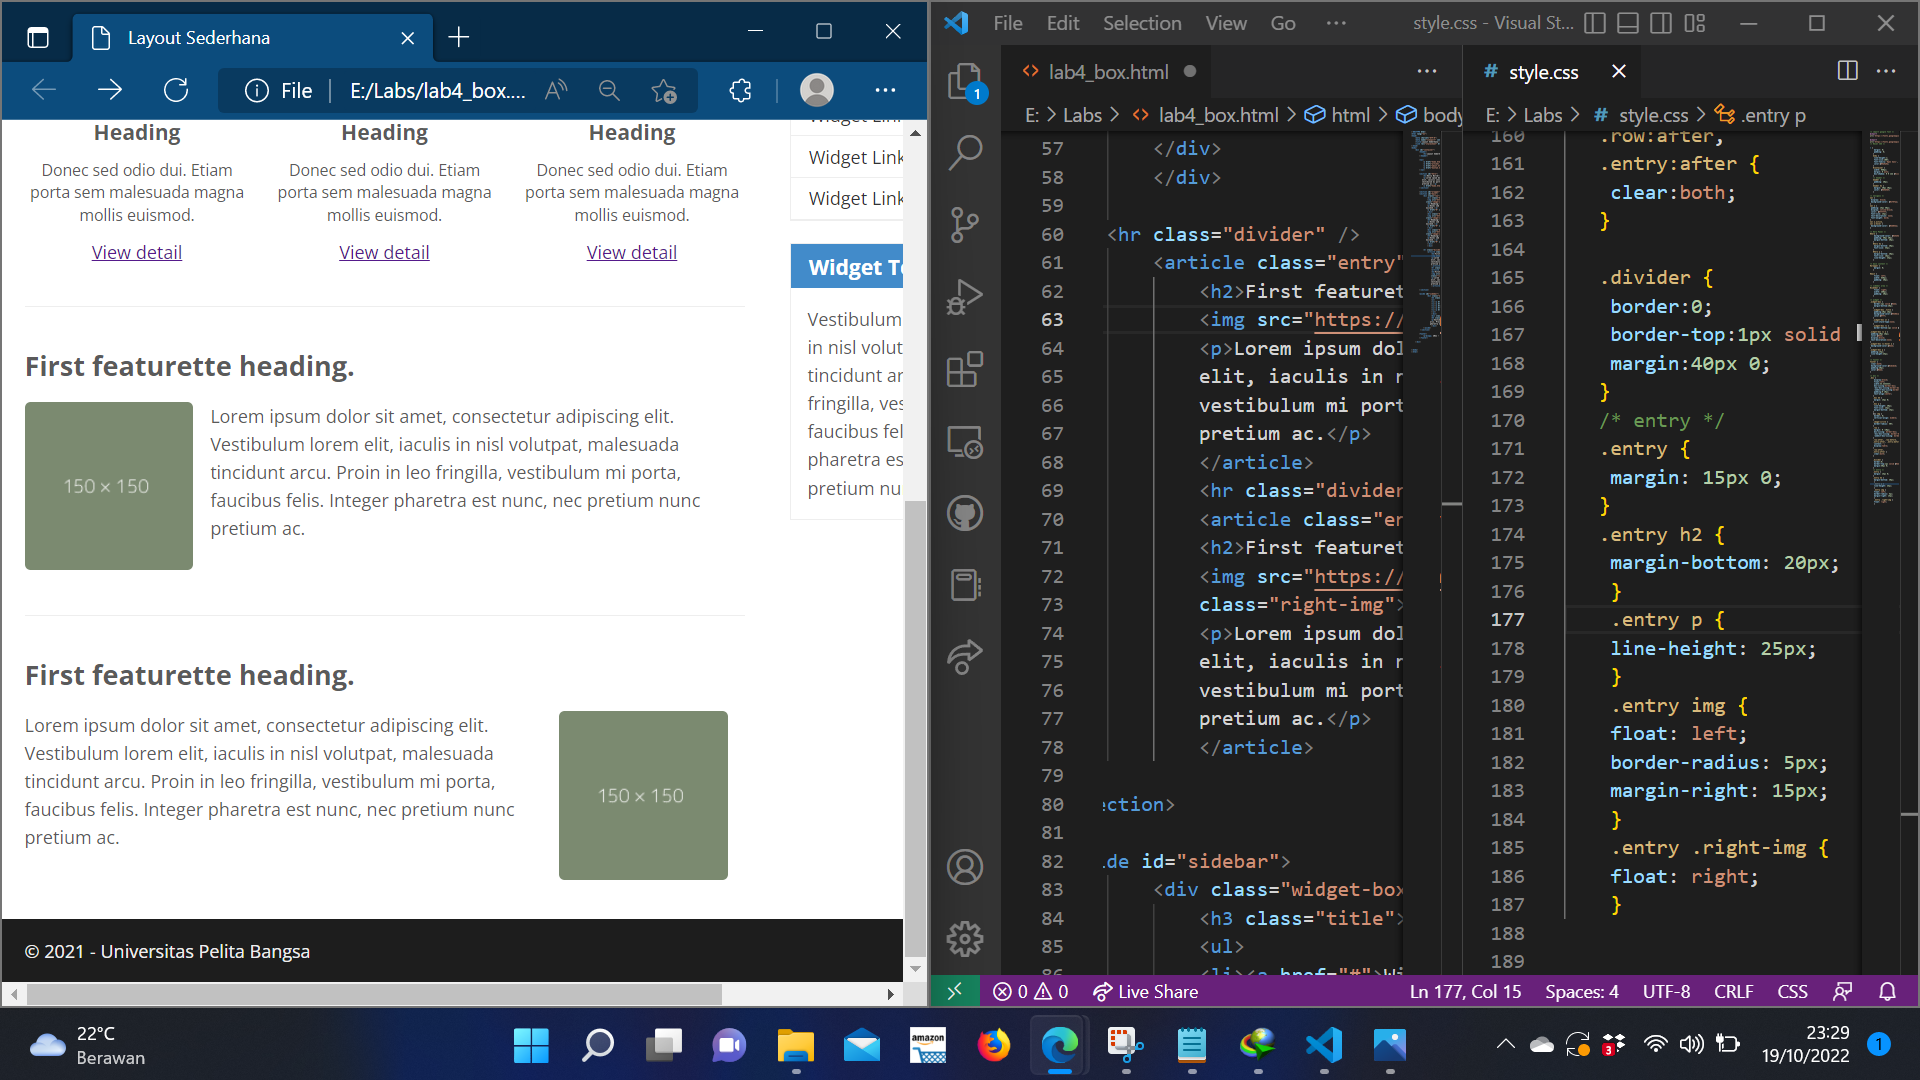 Layout Sederhana
File
E:/Labs/lab4_box....
Heading
Heading
Heading
Donec sed odio dui. Etiam
porta sem malesuada magna
mollis euismod.
Donec sed odio dui. Etiam
porta sem malesuada magna
mollis euismod.
Donec sed odio dui. Etiam
porta sem malesuada magna
mollis euismod.
View detail
View detail
View detail
Widget Link
Widget Link
Widget Link
Widget Te
Vestibulum
in nisl volut
tincidunt ar
fringilla, ves
faucibus fel
pharetra es
pretium nu
First featurette heading.
150 × 150
Lorem ipsum dolor sit amet, consectetur adipiscing elit.
Vestibulum lorem elit, iaculis in nisl volutpat, malesuada
tincidunt arcu. Proin in leo fringilla, vestibulum mi porta,
faucibus felis. Integer pharetra est nunc, nec pretium nunc
pretium ac.
First featurette heading.
Lorem ipsum dolor sit amet, consectetur adipiscing elit.
Vestibulum lorem elit, iaculis in nisl volutpat, malesuada
tincidunt arcu. Proin in leo fringilla, vestibulum mi porta,
faucibus felis. Integer pharetra est nunc, nec pretium nunc
pretium ac.
150 × 150
© 2021 - Universitas Pelita Bangsa
File Edit Selection View Go ··· style.css - Visual St...
1
lab4_box.html
E: > Labs > lab4_box.html > html > body
57 </div>
58 </div>
59
60 <hr class="divider" />
61 <article class="entry"
62 <h2>First featuret
63 <img src="https://
64 <p>Lorem ipsum dol
65 elit, iaculis in n
66 vestibulum mi port
67 pretium ac.</p>
68 </article>
69 <hr class="divider
70 <article class="en
71 <h2>First featuret
72 <img src="https://
73 class="right-img">
74 <p>Lorem ipsum dol
75 elit, iaculis in n
76 vestibulum mi port
77 pretium ac.</p>
78 </article>
79
80 ection>
81
82 de id="sidebar">
83 <div class="widget-box
84 <h3 class="title">
85 <ul>
86 <li><a href="#">Wi
# style.css
E: > Labs > # style.css > .entry p
160 .row:after,
161 .entry:after {
162 clear:both;
163 }
164
165 .divider {
166 border:0;
167 border-top:1px solid
168 margin:40px 0;
169 }
170 /* entry */
171 .entry {
172 margin: 15px 0;
173 }
174 .entry h2 {
175 margin-bottom: 20px;
176 }
177 .entry p {
178 line-height: 25px;
179 }
180 .entry img {
181 float: left;
182 border-radius: 5px;
183 margin-right: 15px;
184 }
185 .entry .right-img {
186 float: right;
187 }
188
189
0 0 Live Share Ln 177, Col 15 Spaces: 4 UTF-8 CRLF CSS
22°C
Berawan
amazon
3
23:29
19/10/2022
1